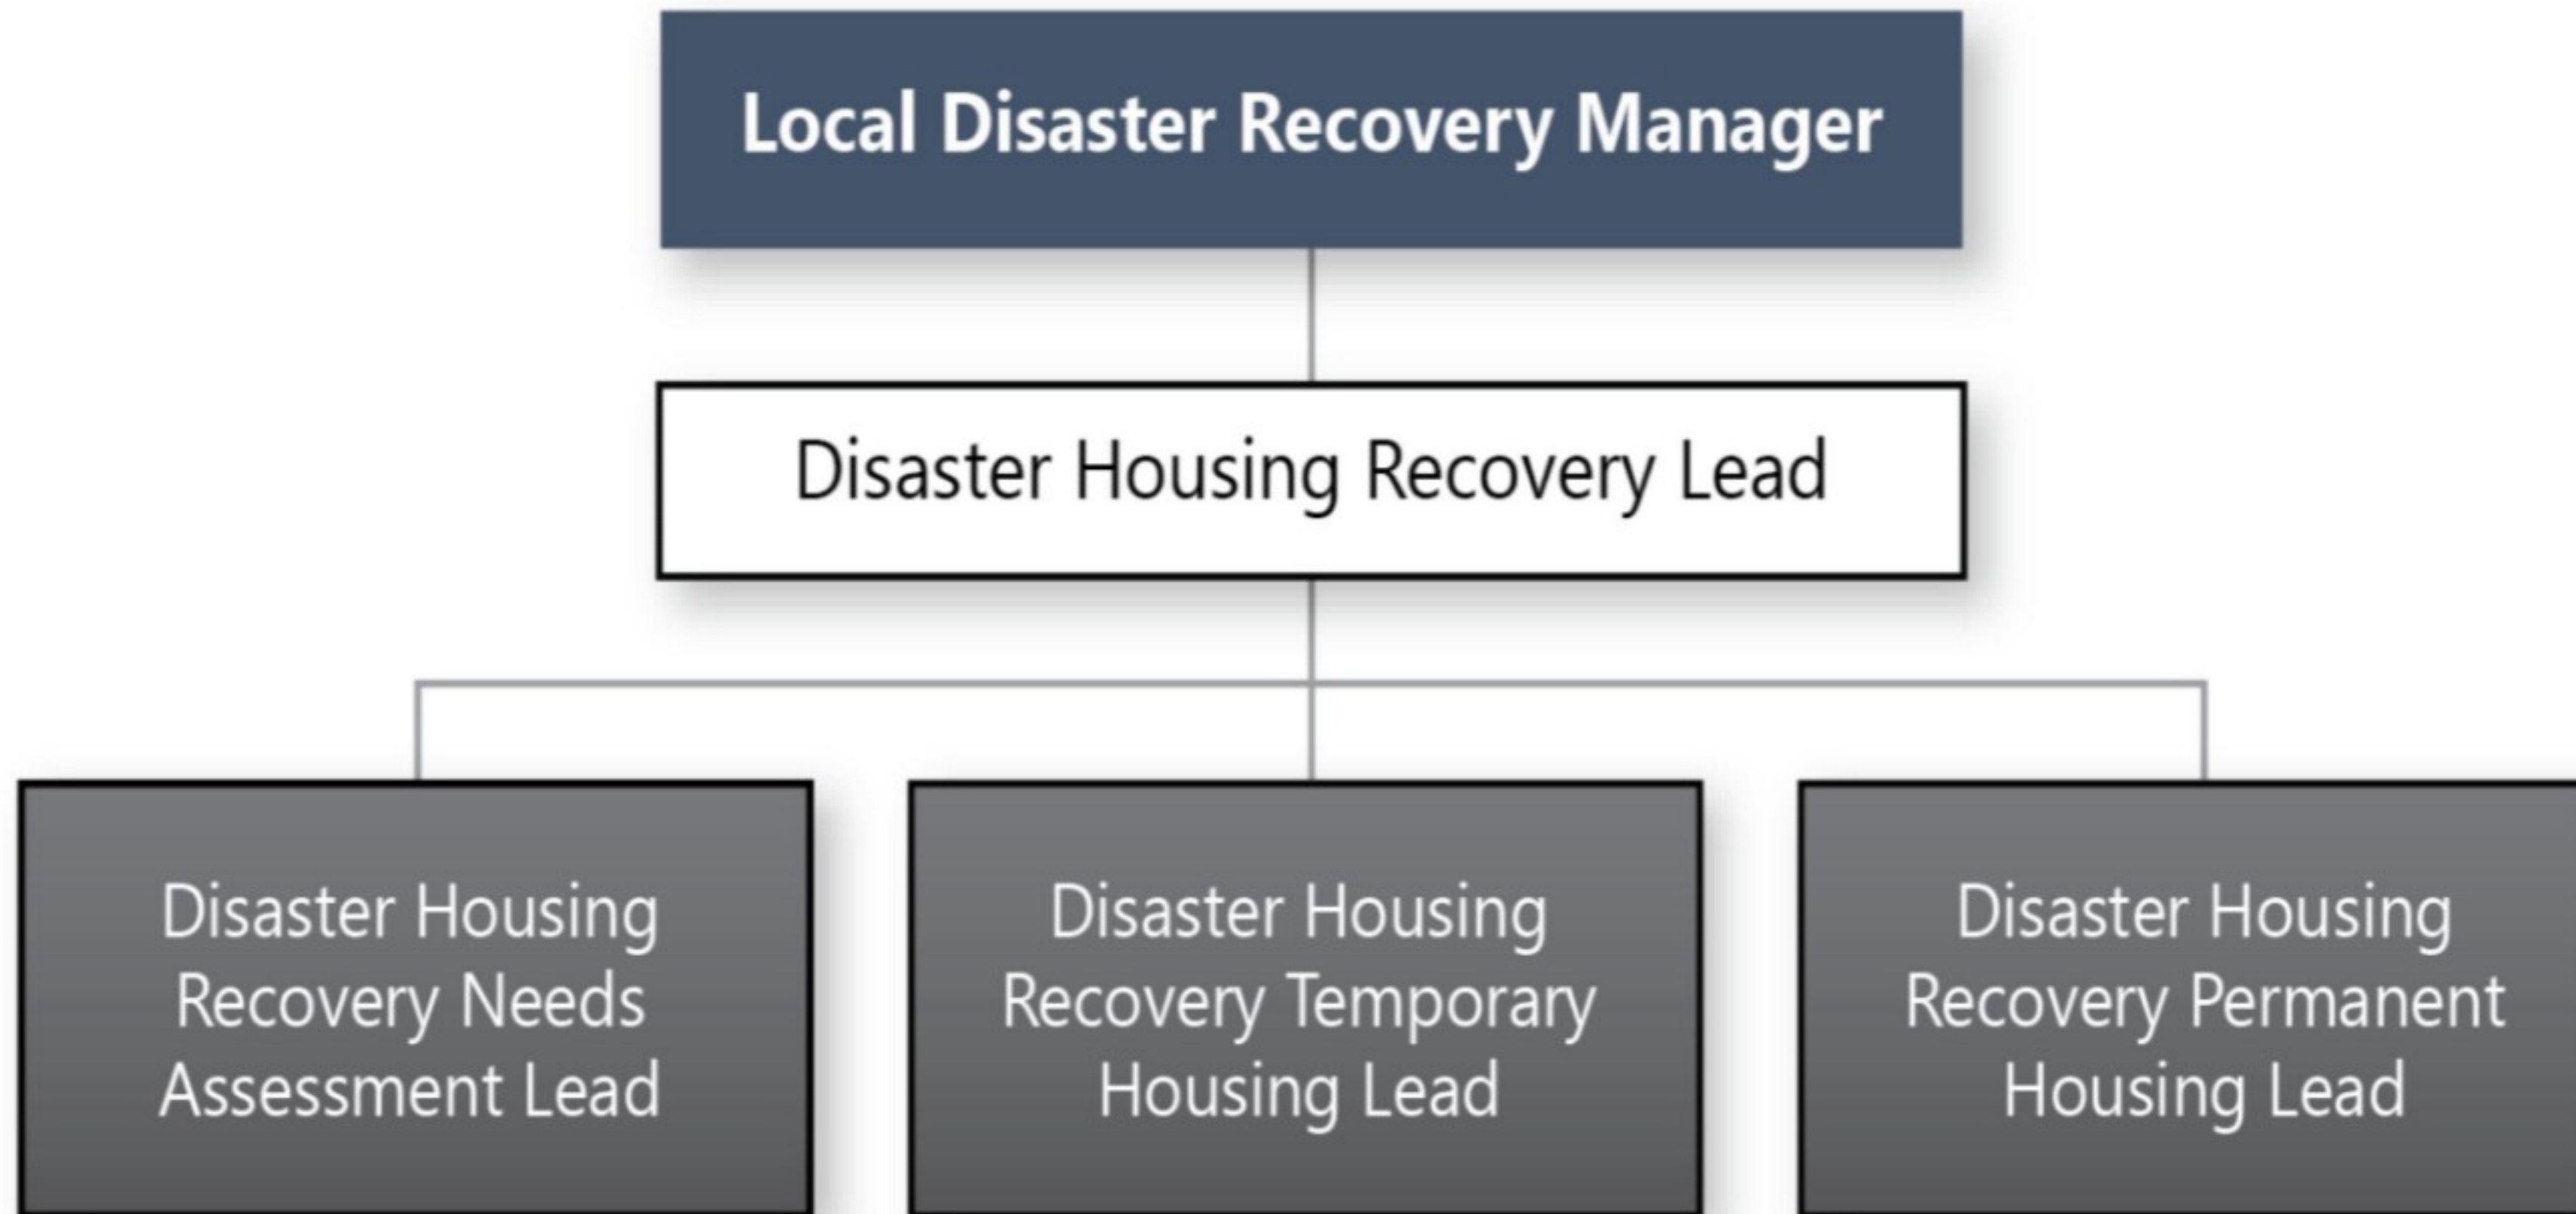 Local Disaster Recovery Manager
Disaster Housing Recovery Lead
Disaster Housing
Recovery Needs
Assessment Lead
Disaster Housing
Recovery Temporary
Housing Lead
Disaster Housing
Recovery Permanent
Housing Lead